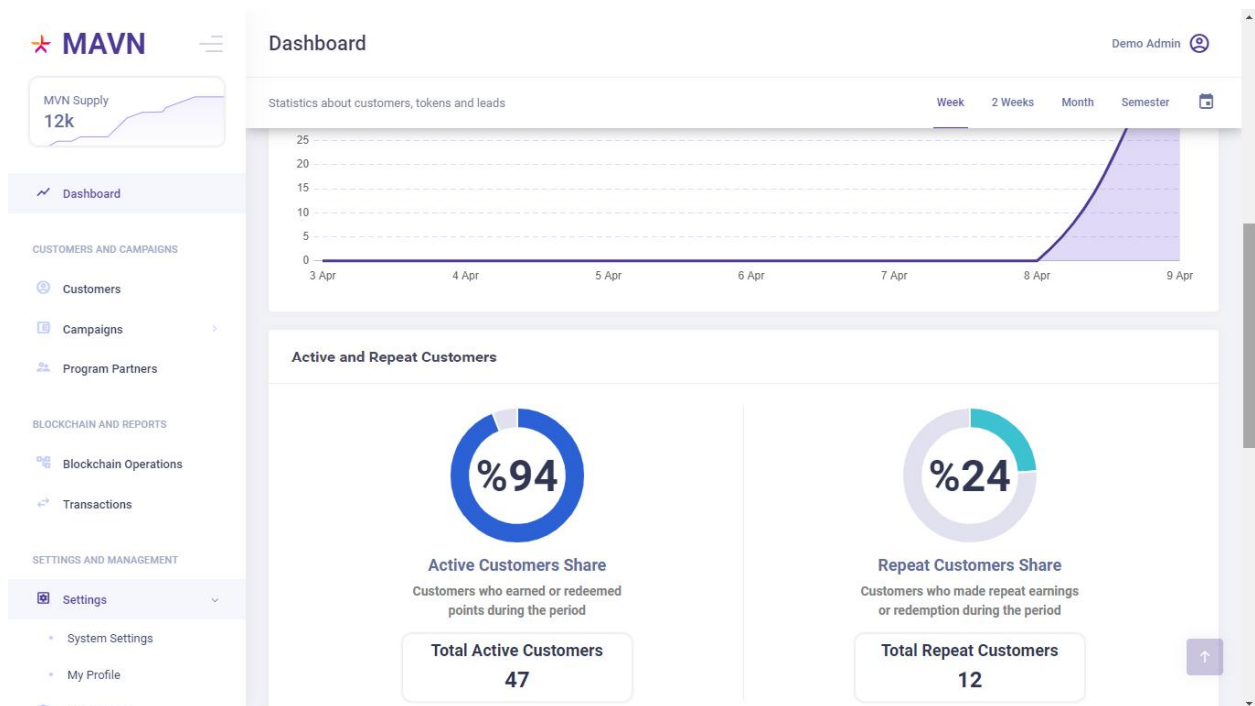 MAVN
MVN Supply
12k
Dashboard
CUSTOMERS AND CAMPAIGNS
Customers
Campaigns
Program Partners
BLOCKCHAIN AND REPORTS
Blockchain Operations
Transactions
SETTINGS AND MANAGEMENT
Settings
System Settings
My Profile
Dashboard
Demo Admin
Statistics about customers, tokens and leads
Week 2 Weeks Month Semester
25
20
15
10
5
0
3 Apr 4 Apr 5 Apr 6 Apr 7 Apr 8 Apr 9 Apr
Active and Repeat Customers
%94
Active Customers Share
Customers who earned or redeemed
points during the period
Total Active Customers
47
%24
Repeat Customers Share
Customers who made repeat earnings
or redemption during the period
Total Repeat Customers
12